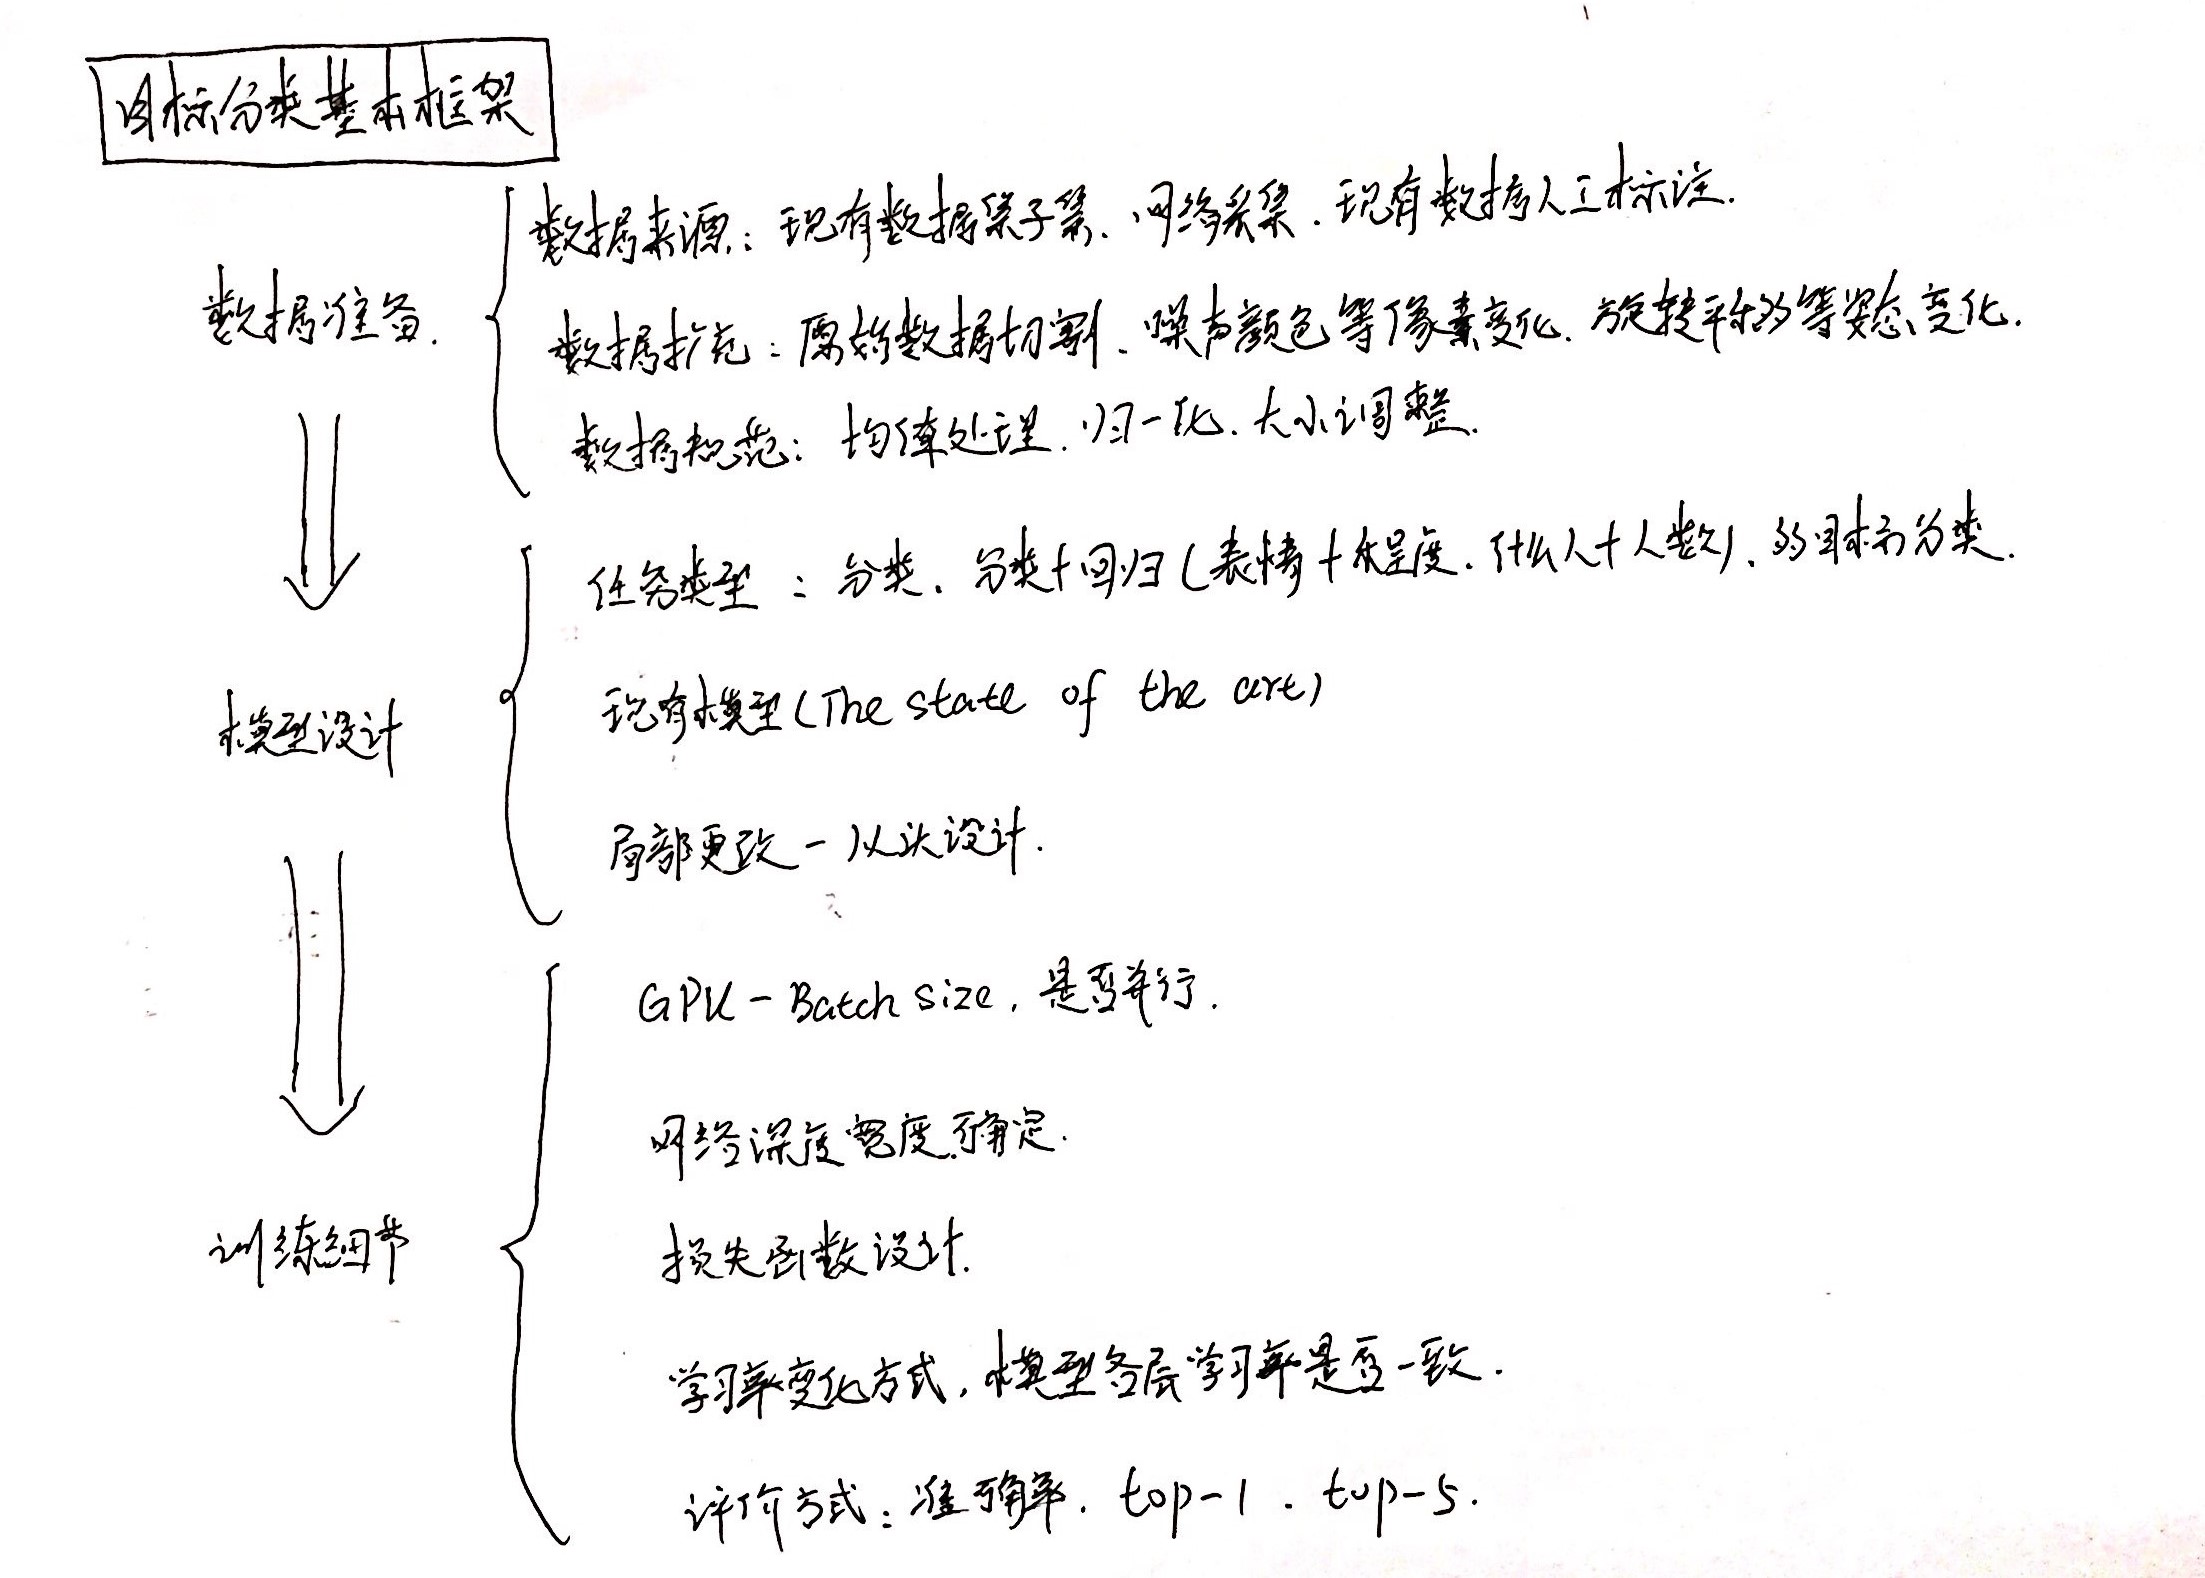 目标分类基本框架
数据来源：现有数据集子集、网络采集、现有数据人工标注.
数据准备.
数据扩充：原始数据切割、噪声颜色等像素变化、旋转平移等姿态变化.
数据规范：均值处理、归一化、大小调整.
任务类型：分类、分类+回归(表情+程度、什么人+人数)、多目标分类.
现有模型(The state of the art)
模型设计
局部更改-从头设计.
GPU-Batch size, 是否并行.
网络深度宽度确定.
训练细节
损失函数设计.
学习率变化方式, 模型各层学习率是否一致.
评价方式：准确率、top-1、top-5.